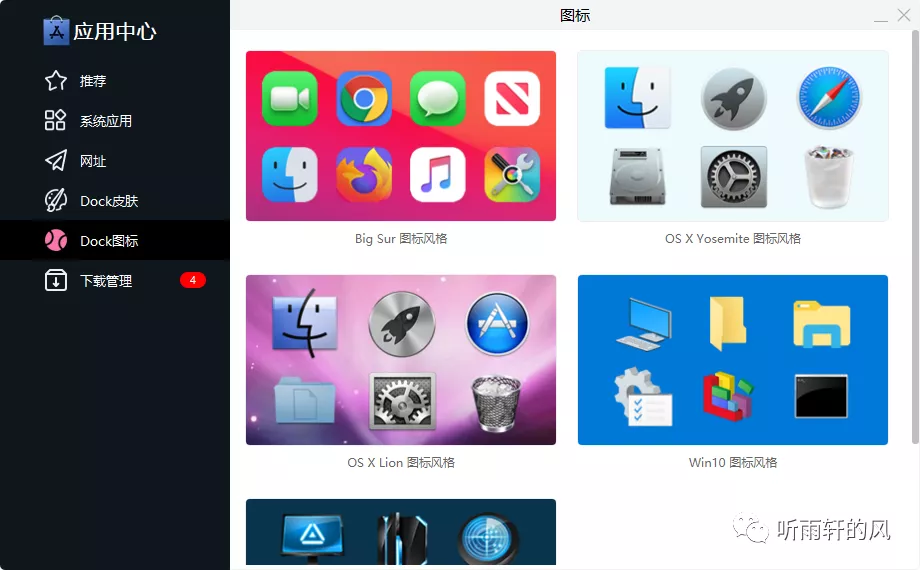 应用中心
图标
推荐
系统应用
网址
Dock皮肤
Dock图标
下载管理
4
Big Sur 图标风格
OS X Yosemite 图标风格
OS X Lion 图标风格
Win10 图标风格
听雨轩的风